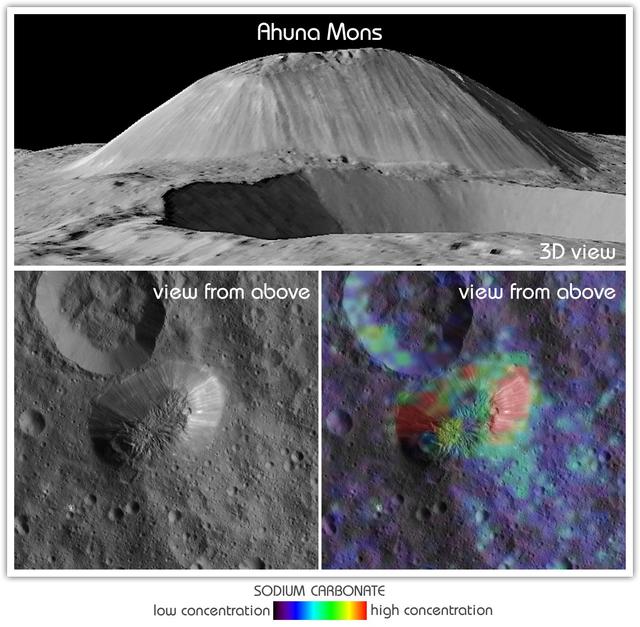 Ahuna Mons
3D view
view from above
view from above
SODIUM CARBONATE
low concentration
high concentration